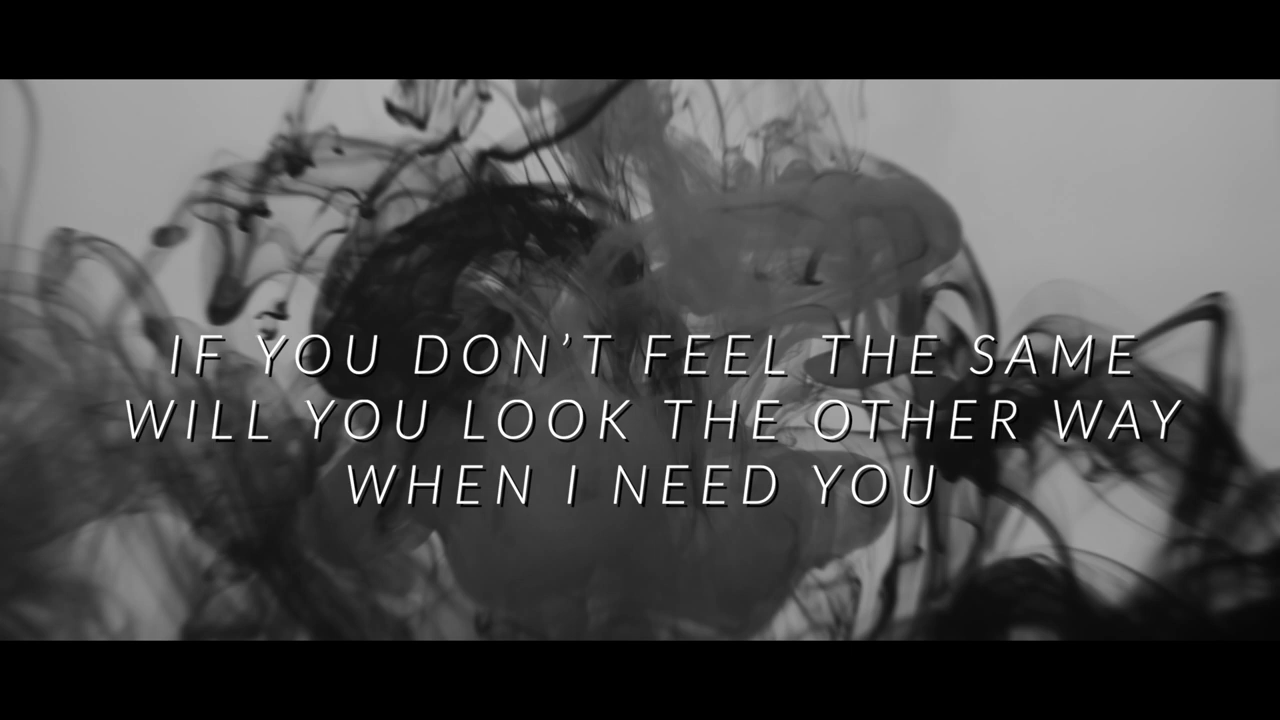 IF YOU DON’T FEEL THE SAME
WILL YOU LOOK THE OTHER WAY
WHEN I NEED YOU